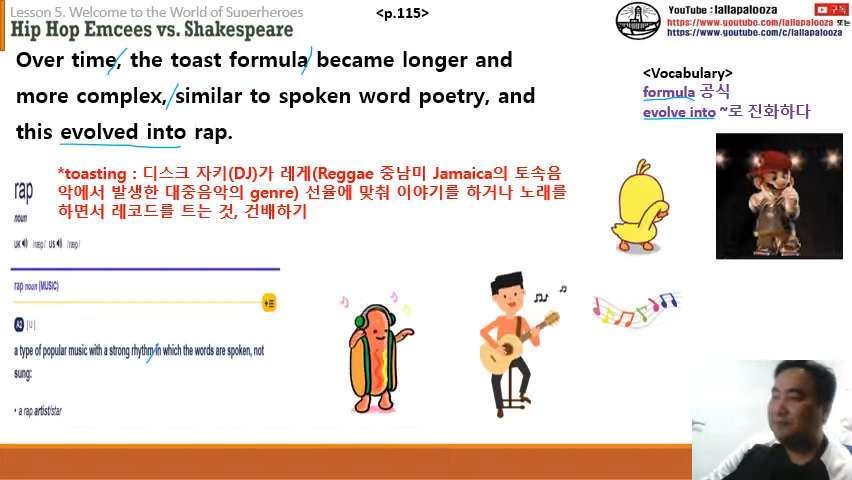 Lesson 5. Welcome to the World of Superheroes
<p.115>
Hip Hop Emcees vs. Shakespeare
YouTube : lallapalooza
구독
https://www.youtube.com/lallapalooza 또는
https://www.youtube.com/c/lallapalooza
Over time, the toast formula became longer and
more complex, similar to spoken word poetry, and
this evolved into rap.
<Vocabulary>
formula 공식
evolve into ~로 진화하다
*toasting : 디스크 자키(DJ)가 레게(Reggae 중남미 Jamaica의 토속음
악에서 발생한 대중음악의 genre) 선율에 맞춰 이야기를 하거나 노래를
하면서 레코드를 트는 것, 건배하기
rap
noun
UK /ræp/ US /ræp/
rap noun (MUSIC)
A2 [U]
a type of popular music with a strong rhythm in which the words are spoken, not
sung:
• a rap artist/star